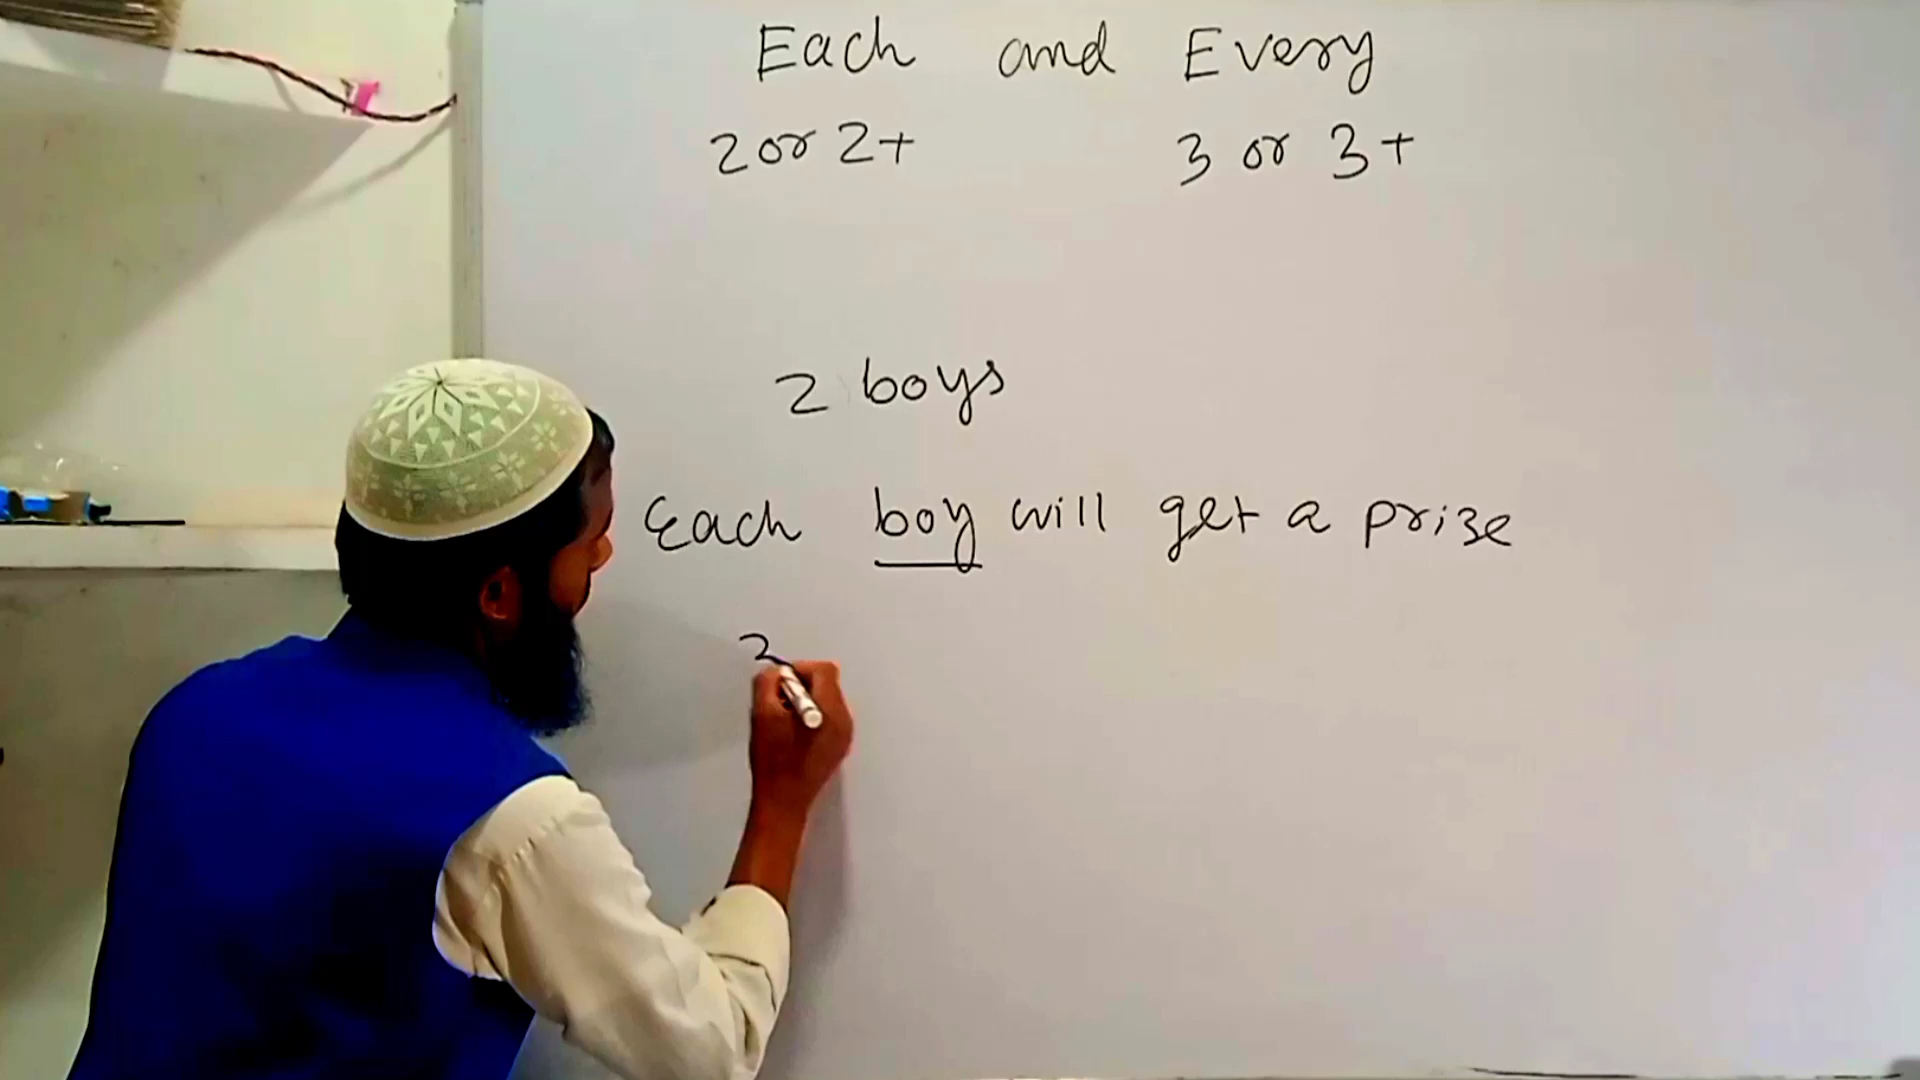 Each and Every
2 or 2+ 3 or 3+
2 boys
Each boy will get a prize